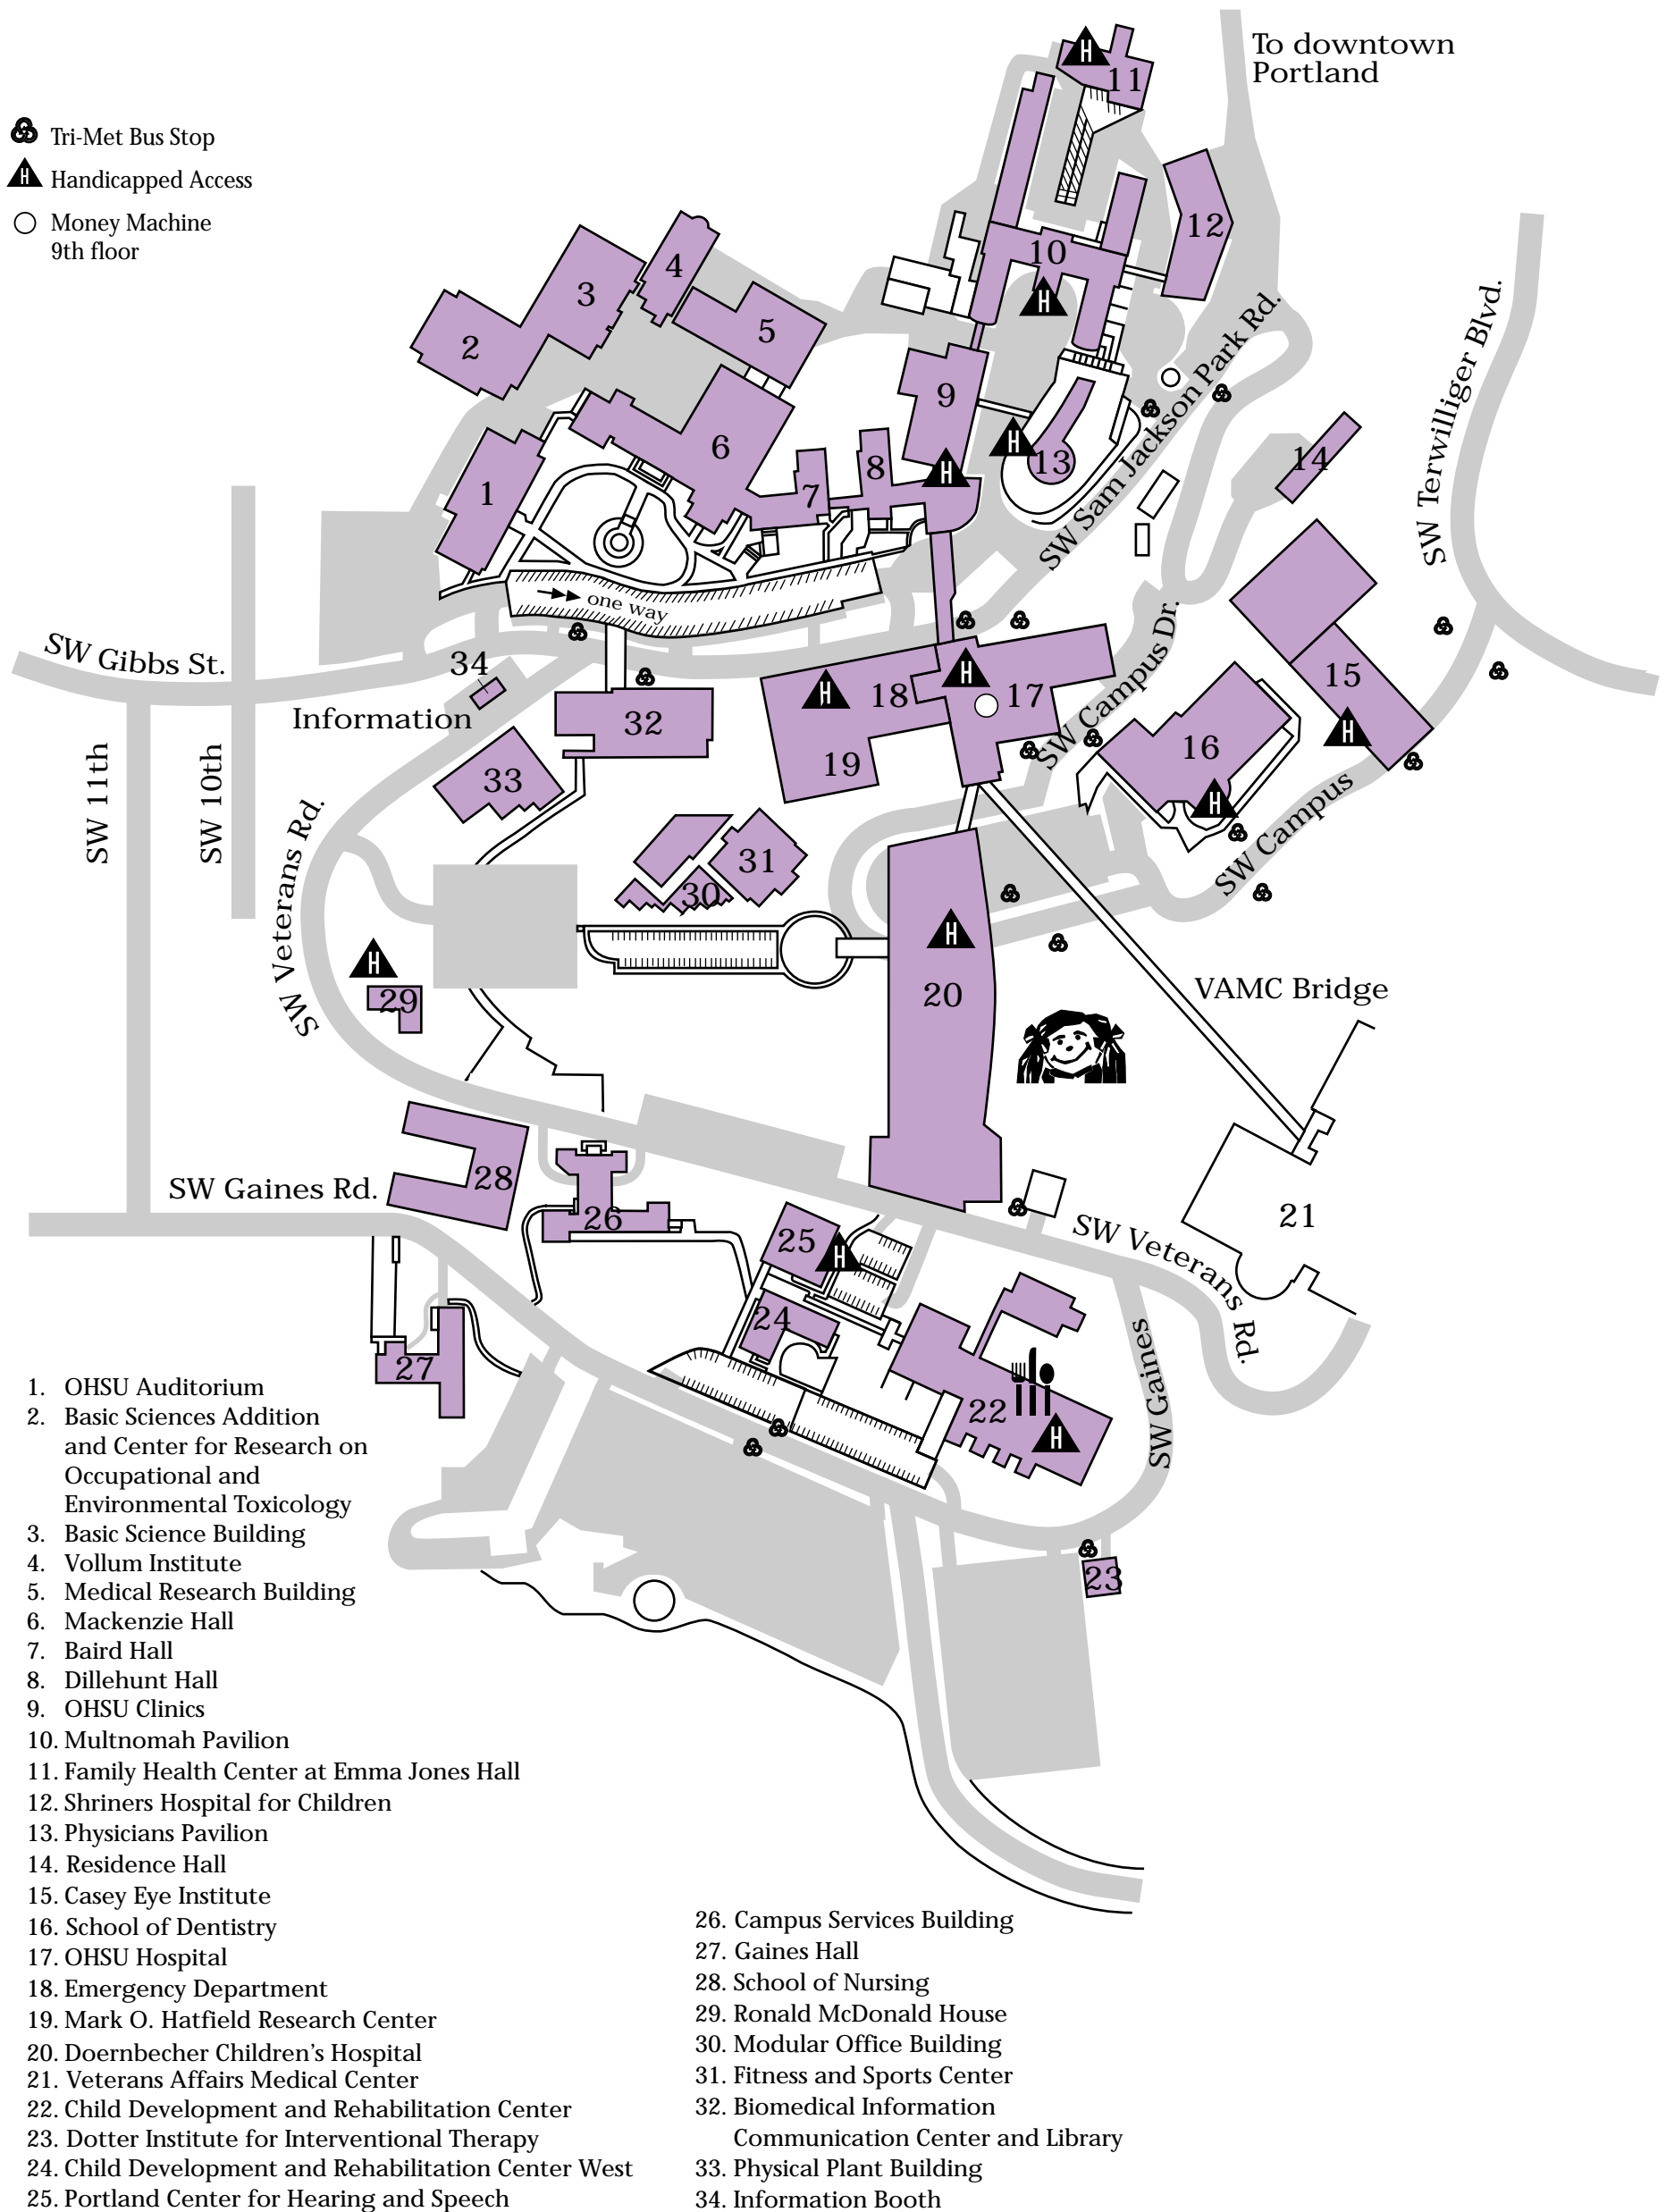 To downtown
Portland
Tri-Met Bus Stop
Handicapped Access
Money Machine
9th floor
H
11
12
10
H
4
3
5
2
9
6
8
7
1
H
H
13
14
SW Sam Jackson Park Rd.
SW Terwilliger Blvd.
one way
SW Gibbs St.
34
Information
32
33
H
18
H
17
19
SW Campus Dr.
15
H
16
H
SW Campus
SW 11th
SW 10th
SW Veterans Rd.
31
30
H
20
H
29
VAMC Bridge
21
28
SW Gaines Rd.
26
25
H
24
SW Veterans Rd.
SW Gaines
27
22
H
23
1. OHSU Auditorium
2. Basic Sciences Addition
and Center for Research on
Occupational and
Environmental Toxicology
3. Basic Science Building
4. Vollum Institute
5. Medical Research Building
6. Mackenzie Hall
7. Baird Hall
8. Dillehunt Hall
9. OHSU Clinics
10. Multnomah Pavilion
11. Family Health Center at Emma Jones Hall
12. Shriners Hospital for Children
13. Physicians Pavilion
14. Residence Hall
15. Casey Eye Institute
16. School of Dentistry
17. OHSU Hospital
18. Emergency Department
19. Mark O. Hatfield Research Center
20. Doernbecher Children's Hospital
21. Veterans Affairs Medical Center
22. Child Development and Rehabilitation Center
23. Dotter Institute for Interventional Therapy
24. Child Development and Rehabilitation Center West
25. Portland Center for Hearing and Speech
26. Campus Services Building
27. Gaines Hall
28. School of Nursing
29. Ronald McDonald House
30. Modular Office Building
31. Fitness and Sports Center
32. Biomedical Information
Communication Center and Library
33. Physical Plant Building
34. Information Booth